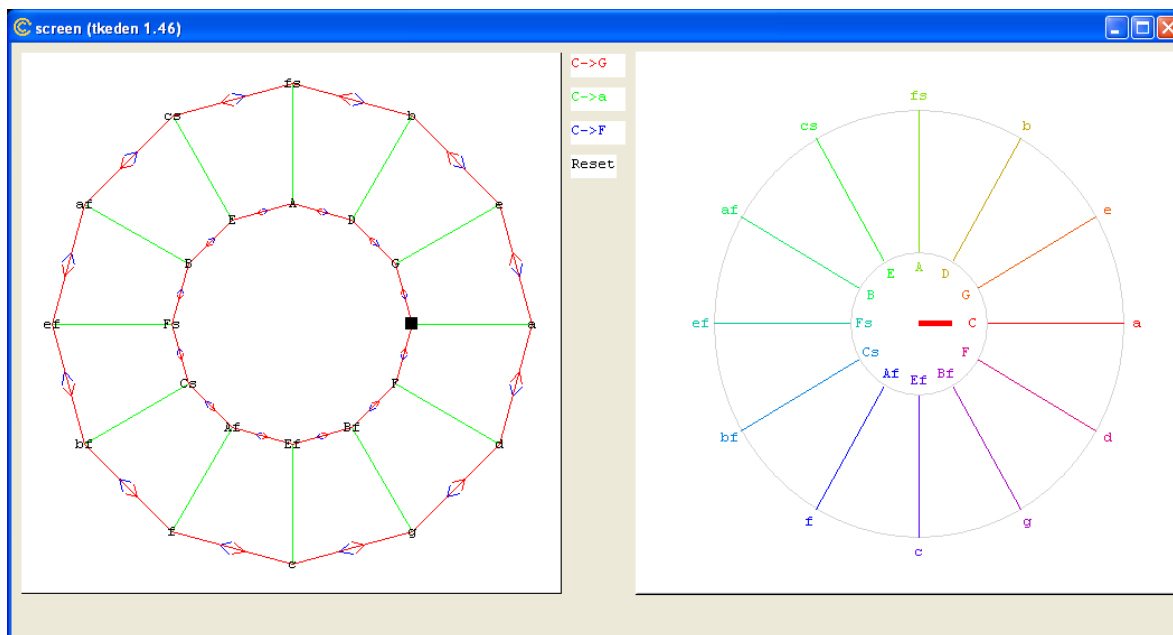 screen (tkeden 1.46)
fs
cs
b
af
e
E
A
D
B
G
ef
Fs
a
Cs
F
bf
Af
Ef
Bf
d
f
c
g
C->G
C->a
C->F
Reset
fs
cs
b
af
e
E
A
D
B
G
ef
Fs
C
a
Cs
F
Af
Ef
Bf
bf
d
f
g
c